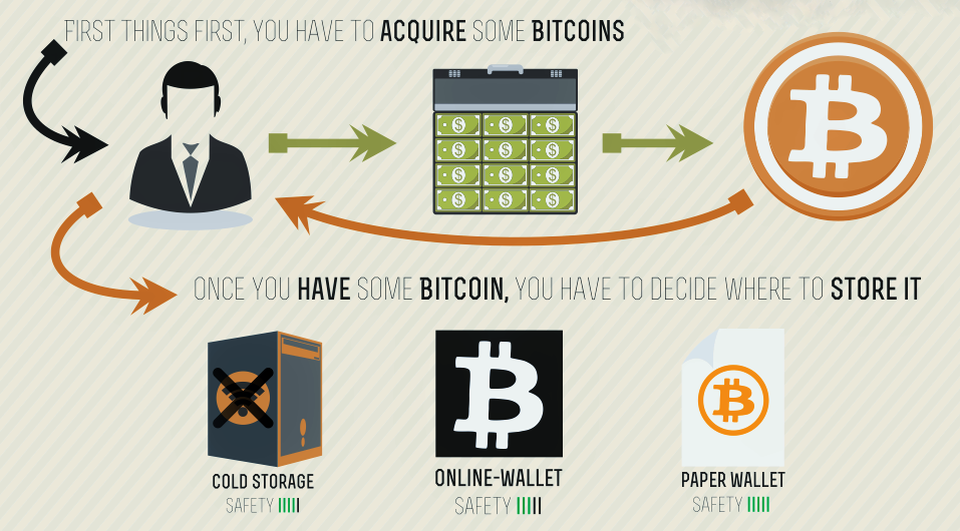 FIRST THINGS FIRST, YOU HAVE TO ACQUIRE SOME BITCOINS
ONCE YOU HAVE SOME BITCOIN, YOU HAVE TO DECIDE WHERE TO STORE IT
COLD STORAGE
SAFETY
ONLINE-WALLET
SAFETY
PAPER WALLET
SAFETY